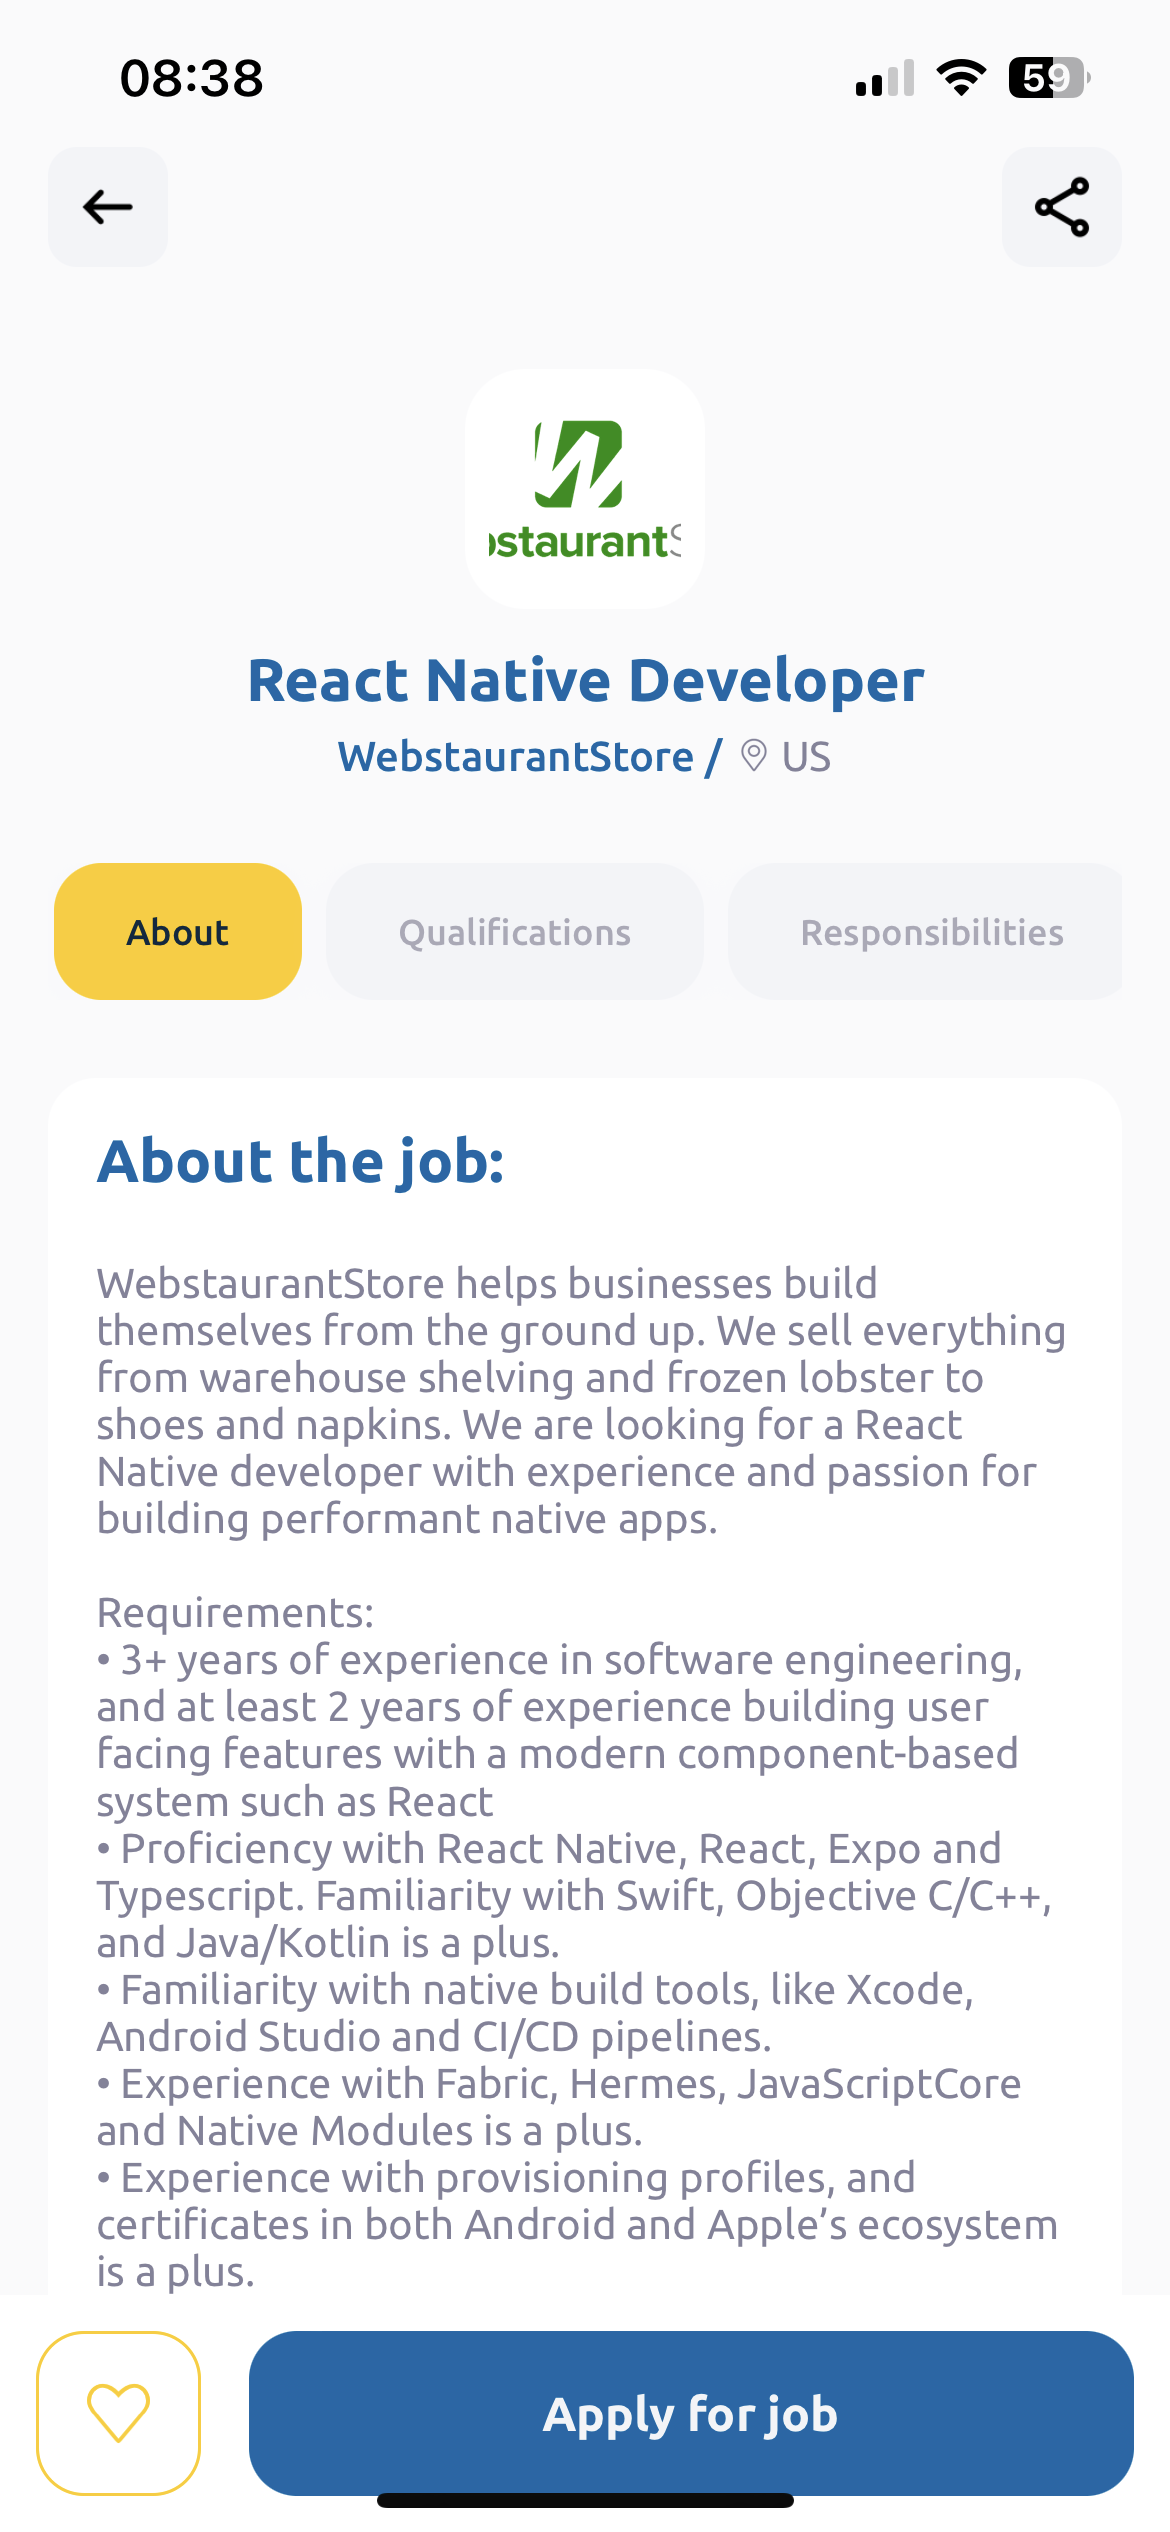 08:38
59
staurantS
React Native Developer
WebstaurantStore / US
About
Qualifications
Responsibilities
About the job:
WebstaurantStore helps businesses build
themselves from the ground up. We sell everything
from warehouse shelving and frozen lobster to
shoes and napkins. We are looking for a React
Native developer with experience and passion for
building performant native apps.
Requirements:
• 3+ years of experience in software engineering,
and at least 2 years of experience building user
facing features with a modern component-based
system such as React
• Proficiency with React Native, React, Expo and
Typescript. Familiarity with Swift, Objective C/C++,
and Java/Kotlin is a plus.
• Familiarity with native build tools, like Xcode,
Android Studio and CI/CD pipelines.
• Experience with Fabric, Hermes, JavaScriptCore
and Native Modules is a plus.
• Experience with provisioning profiles, and
certificates in both Android and Apple’s ecosystem
is a plus.
Apply for job